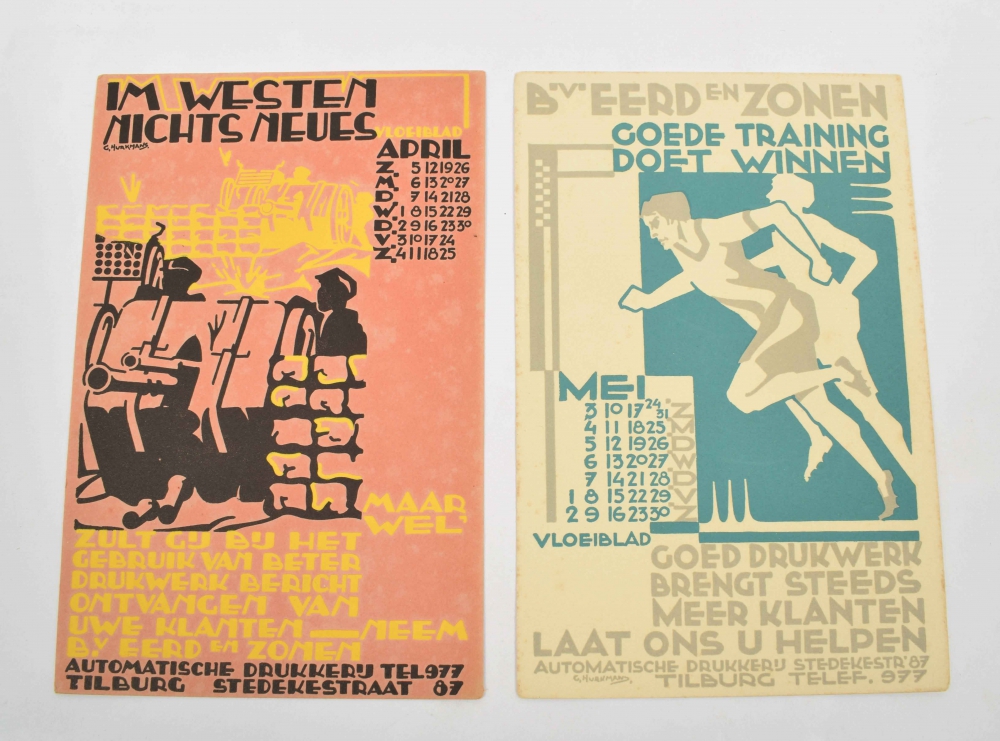 IM WESTEN
NICHTS NEUES
G. HURKMANS.
VLOEIBLAD
APRIL
Z. 5 12 19 26
M. 6 13 20 27
D. 7 14 21 28
W. 1 8 15 22 29
D. 2 9 16 23 30
V. 3 10 17 24
Z. 4 11 18 25
MAAR
WEL'
ZULT GIJ BIJ HET
GEBRUIK VAN BETER
DRUKWERK BERICHT
ONTVANGEN VAN
UWE KLANTEN — NEEM
B.V. EERD EN ZONEN
AUTOMATISCHE DRUKKERIJ TEL 977
TILBURG STEDEKESTRAAT 87
B.V. EERD EN ZONEN
GOEDE TRAINING
DOET WINNEN
MEI
3 10 17 24 31 Z.
4 11 18 25 M
5 12 19 26 D
6 13 20 27 W
7 14 21 28 D
1 8 15 22 29 V
2 9 16 23 30 Z
VLOEIBLAD
GOED DRUKWERK
BRENGT STEEDS
MEER KLANTEN
LAAT ONS U HELPEN
AUTOMATISCHE DRUKKERIJ STEDEKESTR. 87
G. HURKMANS.
TILBURG TELEF. 977